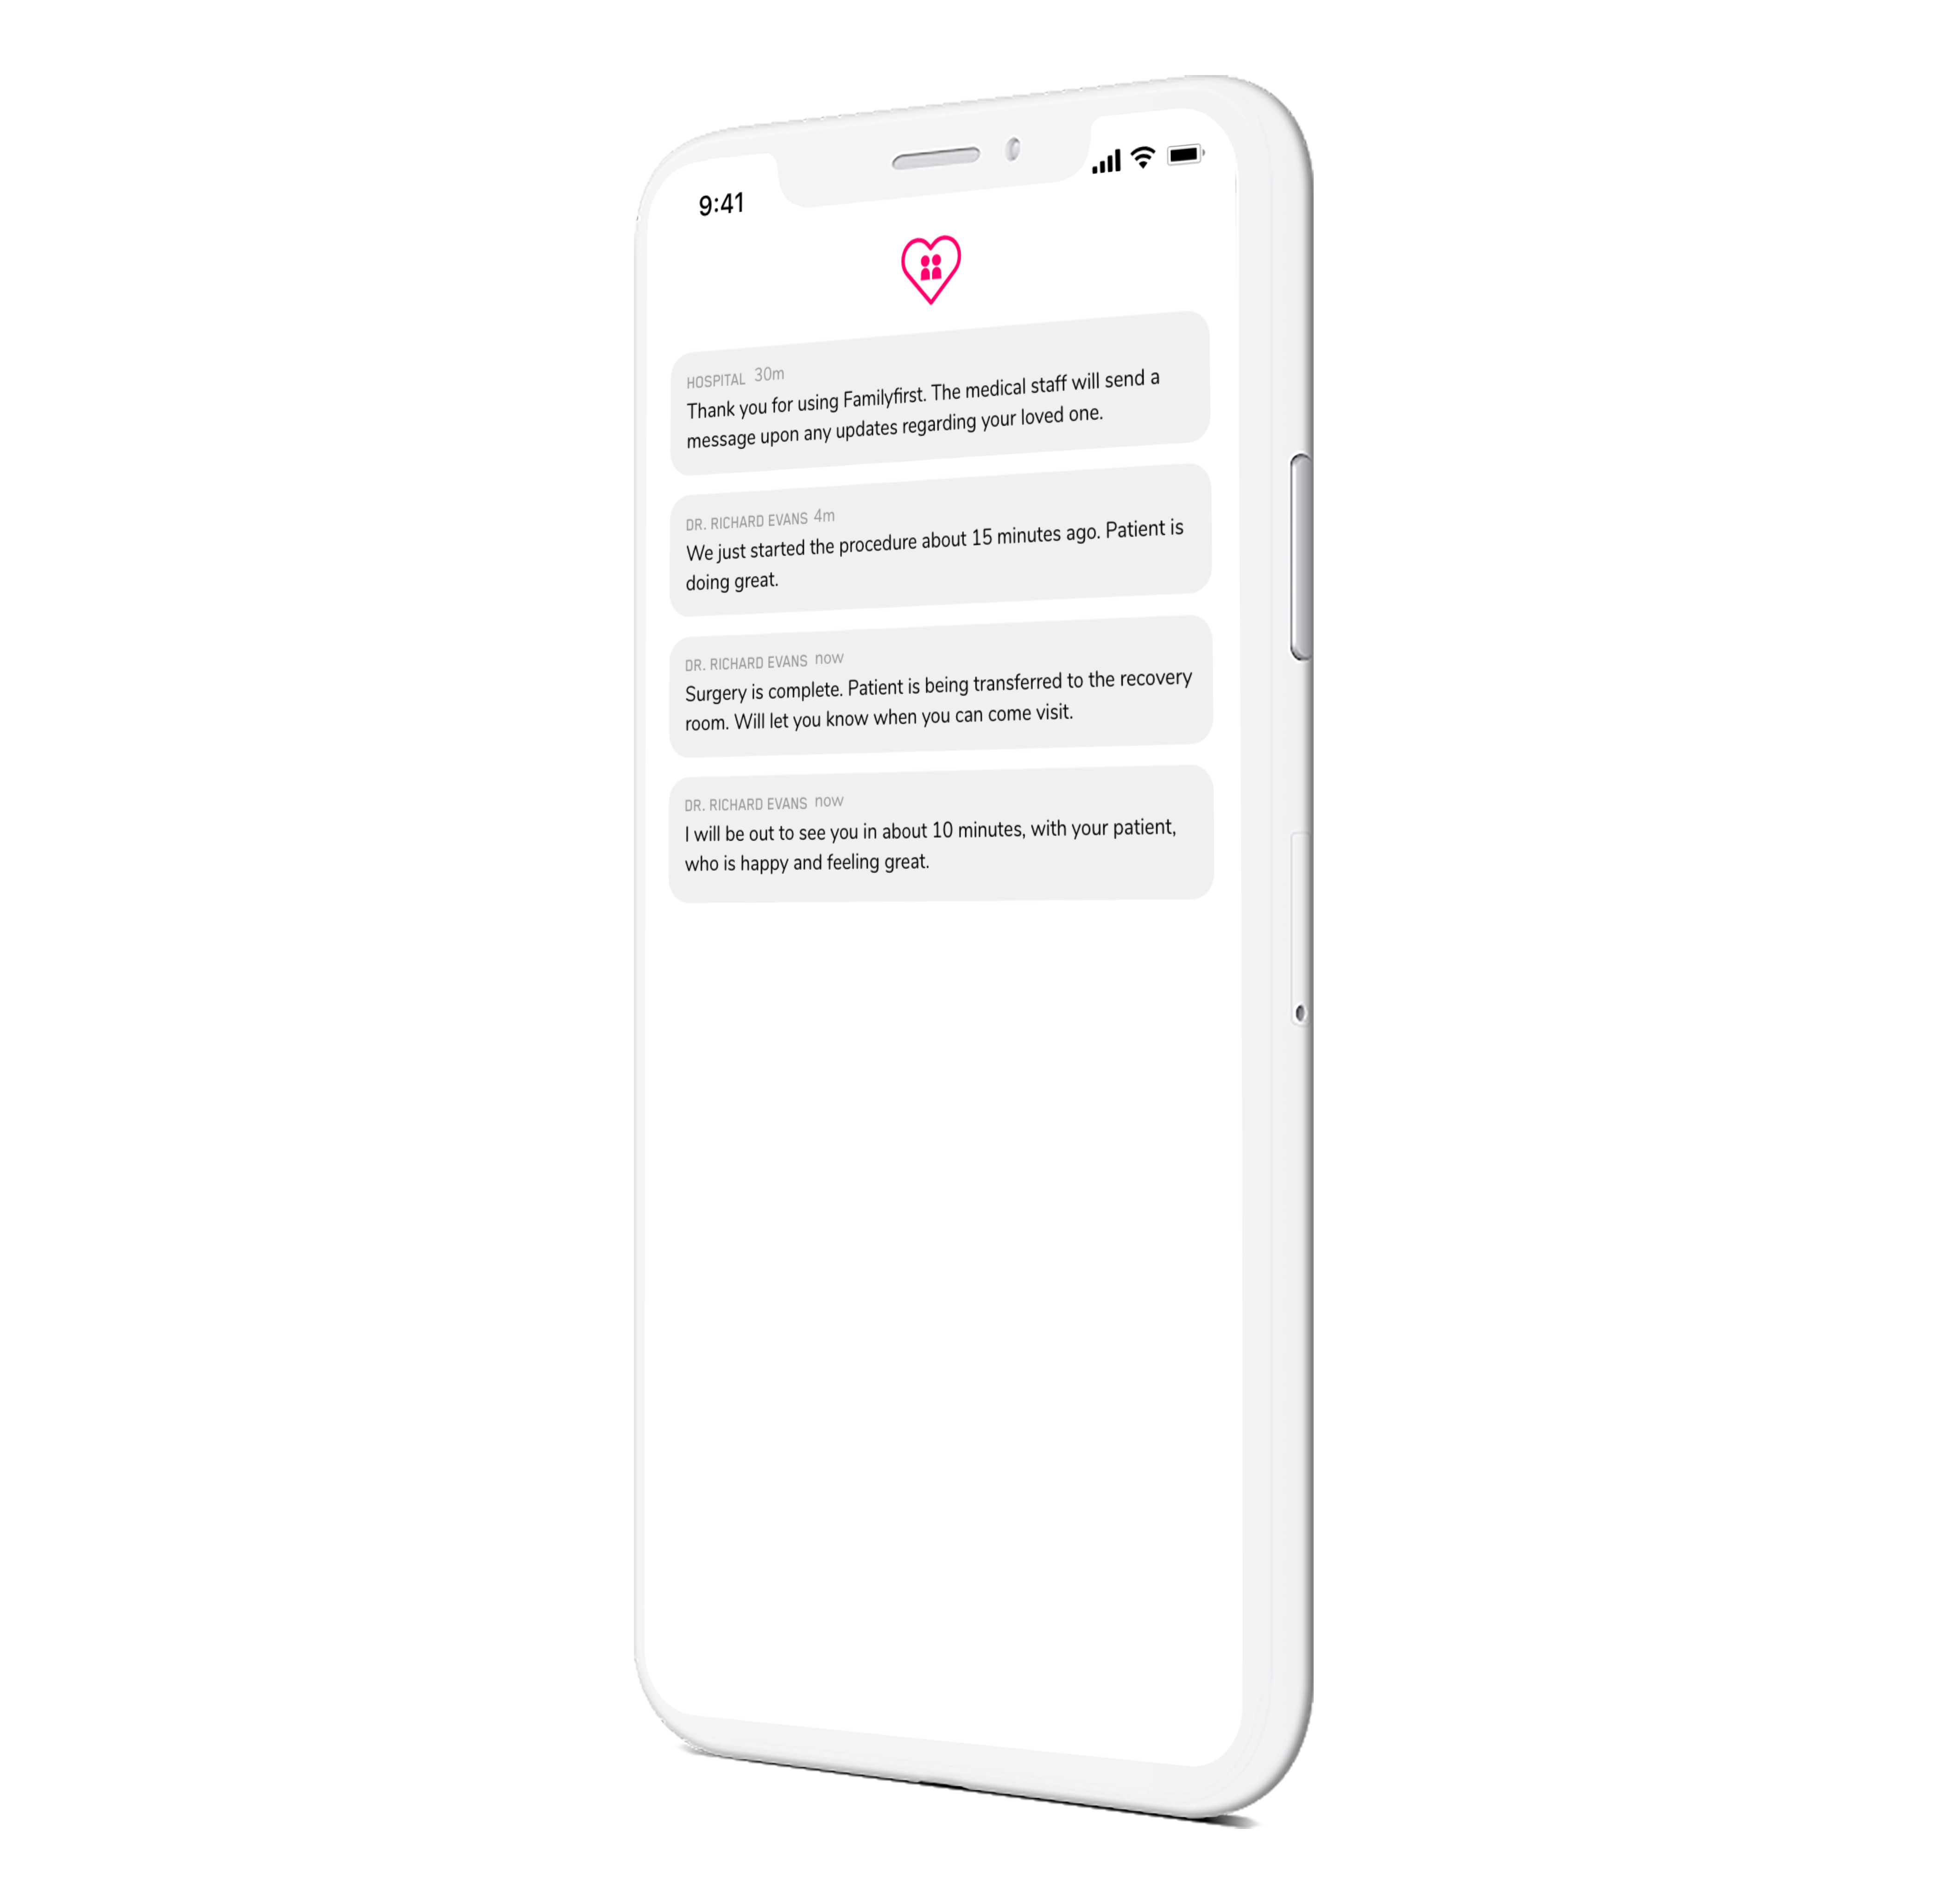 9:41
HOSPITAL 30m
Thank you for using Familyfirst. The medical staff will send a
message upon any updates regarding your loved one.
DR. RICHARD EVANS 4m
We just started the procedure about 15 minutes ago. Patient is
doing great.
DR. RICHARD EVANS now
Surgery is complete. Patient is being transferred to the recovery
room. Will let you know when you can come visit.
DR. RICHARD EVANS now
I will be out to see you in about 10 minutes, with your patient,
who is happy and feeling great.